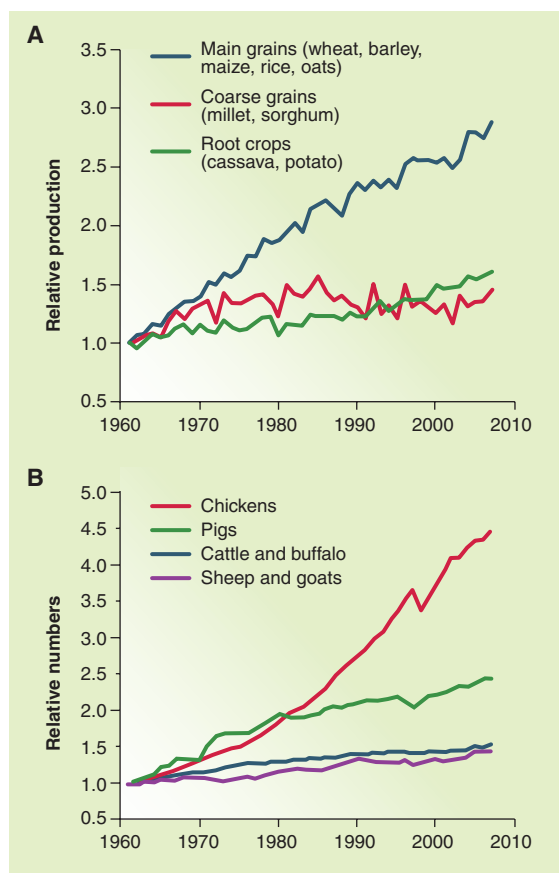 A
3.5
3.0
2.5
2.0
1.5
1.0
0.5
Relative production
Main grains (wheat, barley,
maize, rice, oats)
Coarse grains
(millet, sorghum)
Root crops
(cassava, potato)
1960 1970 1980 1990 2000 2010
B
5.0
4.5
4.0
3.5
3.0
2.5
2.0
1.5
1.0
0.5
Relative numbers
Chickens
Pigs
Cattle and buffalo
Sheep and goats
1960 1970 1980 1990 2000 2010